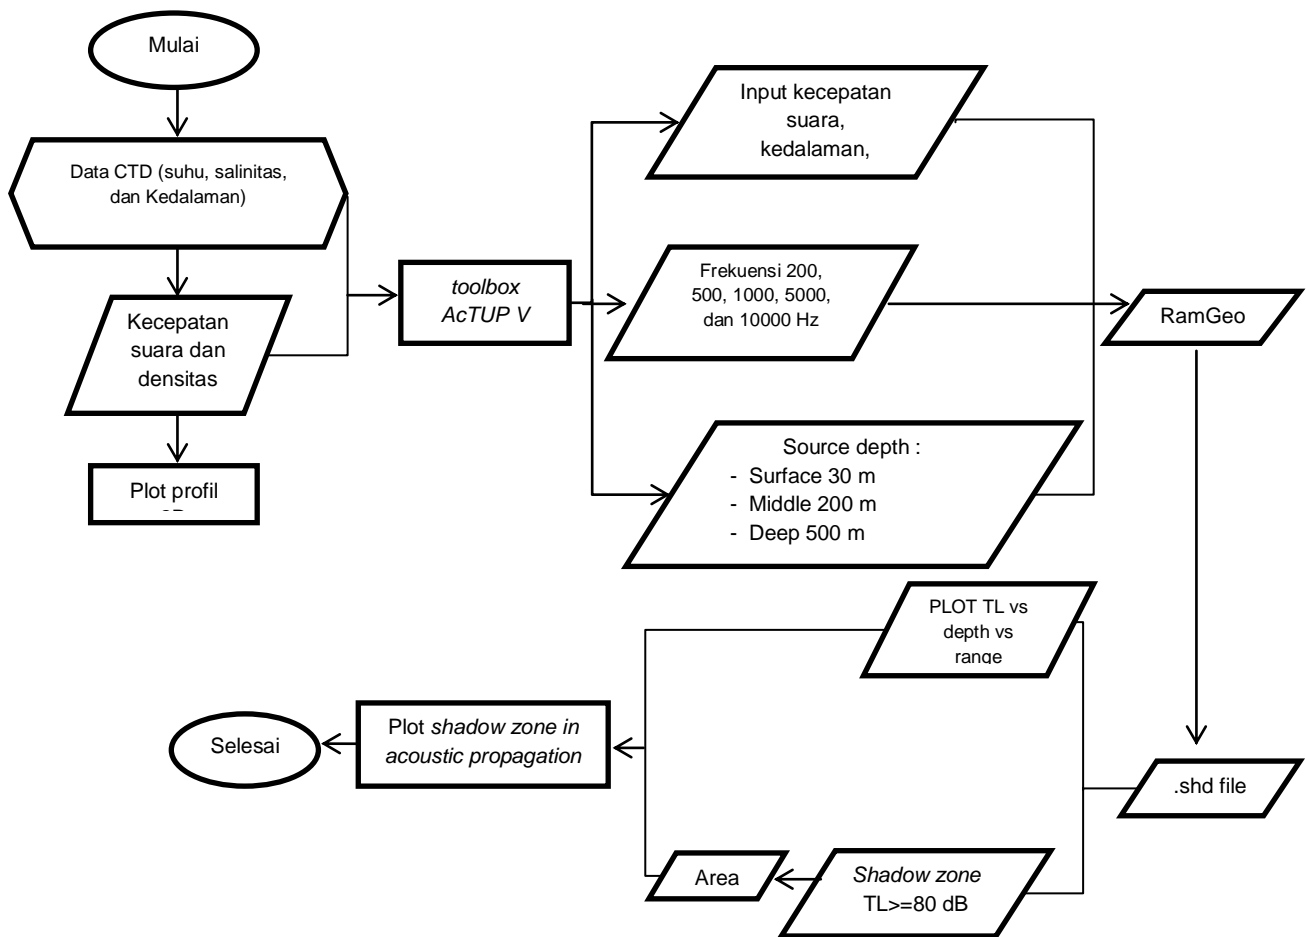 Mulai
Data CTD (suhu, salinitas,
dan Kedalaman)
Kecepatan
suara dan
densitas
Plot profil
toolbox
AcTUP V
Input kecepatan
suara,
kedalaman,
Frekuensi 200,
500, 1000, 5000,
dan 10000 Hz
Source depth :
- Surface 30 m
- Middle 200 m
- Deep 500 m
RamGeo
.shd file
PLOT TL vs
depth vs
range
Shadow zone
TL>=80 dB
Area
Plot shadow zone in
acoustic propagation
Selesai